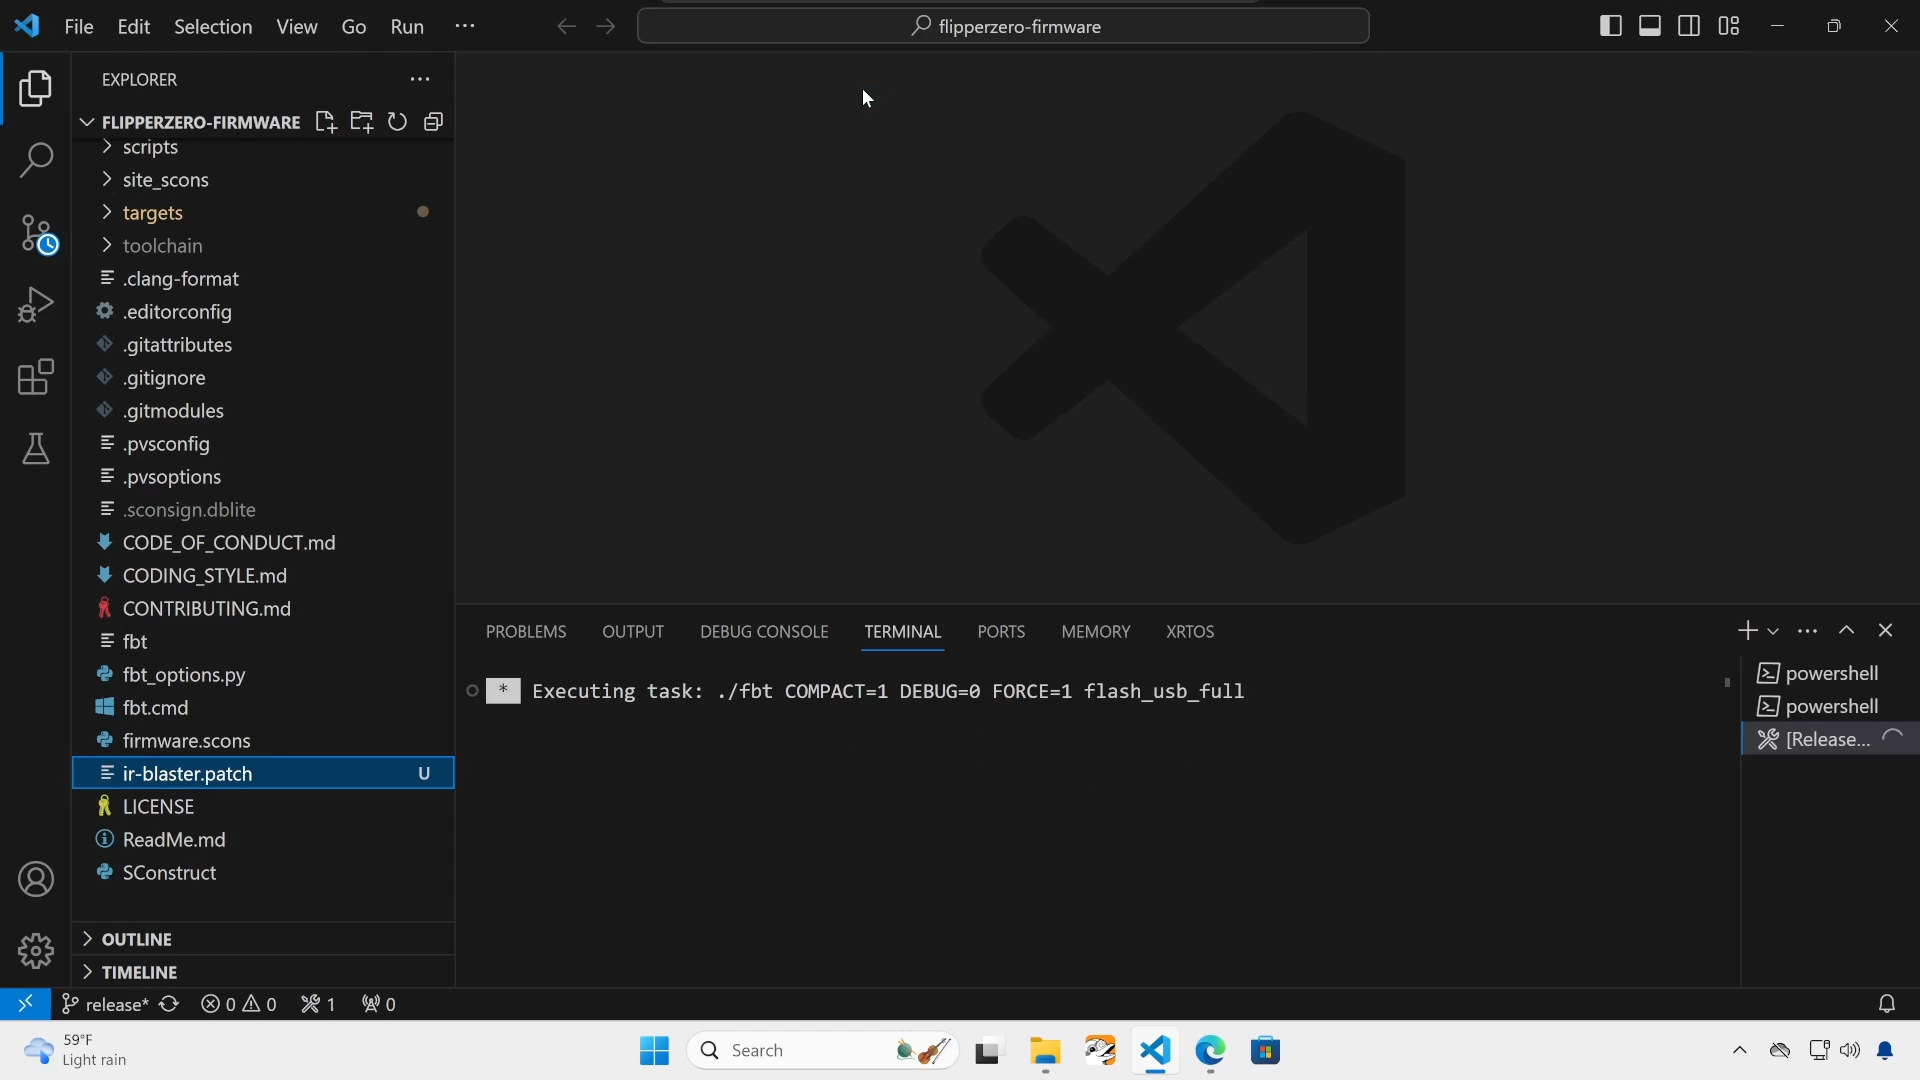 File Edit Selection View Go Run
flipperzero-firmware
EXPLORER
FLIPPERZERO-FIRMWARE
scripts
site_scons
targets
toolchain
.clang-format
.editorconfig
.gitattributes
.gitignore
.gitmodules
.pvsconfig
.pvsoptions
.sconsign.dblite
CODE_OF_CONDUCT.md
CODING_STYLE.md
CONTRIBUTING.md
fbt
fbt_options.py
fbt.cmd
firmware.scons
ir-blaster.patch U
LICENSE
ReadMe.md
SConstruct
OUTLINE
TIMELINE
PROBLEMS OUTPUT DEBUG CONSOLE TERMINAL PORTS MEMORY XRTOS
* Executing task: ./fbt COMPACT=1 DEBUG=0 FORCE=1 flash_usb_full
powershell
powershell
[Release...
release* 0 0 1 0
59°F
Light rain
Search